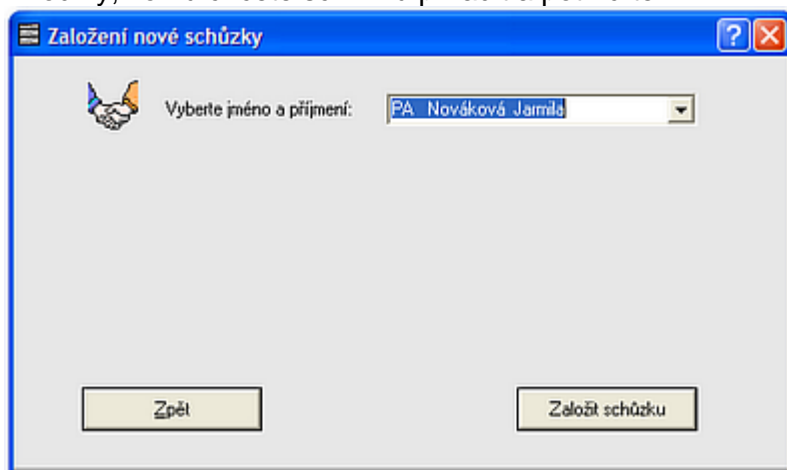 Založení nové schůzky
Vyberte jméno a příjmení: PA Nováková Jarmila
Zpět Založit schůzku